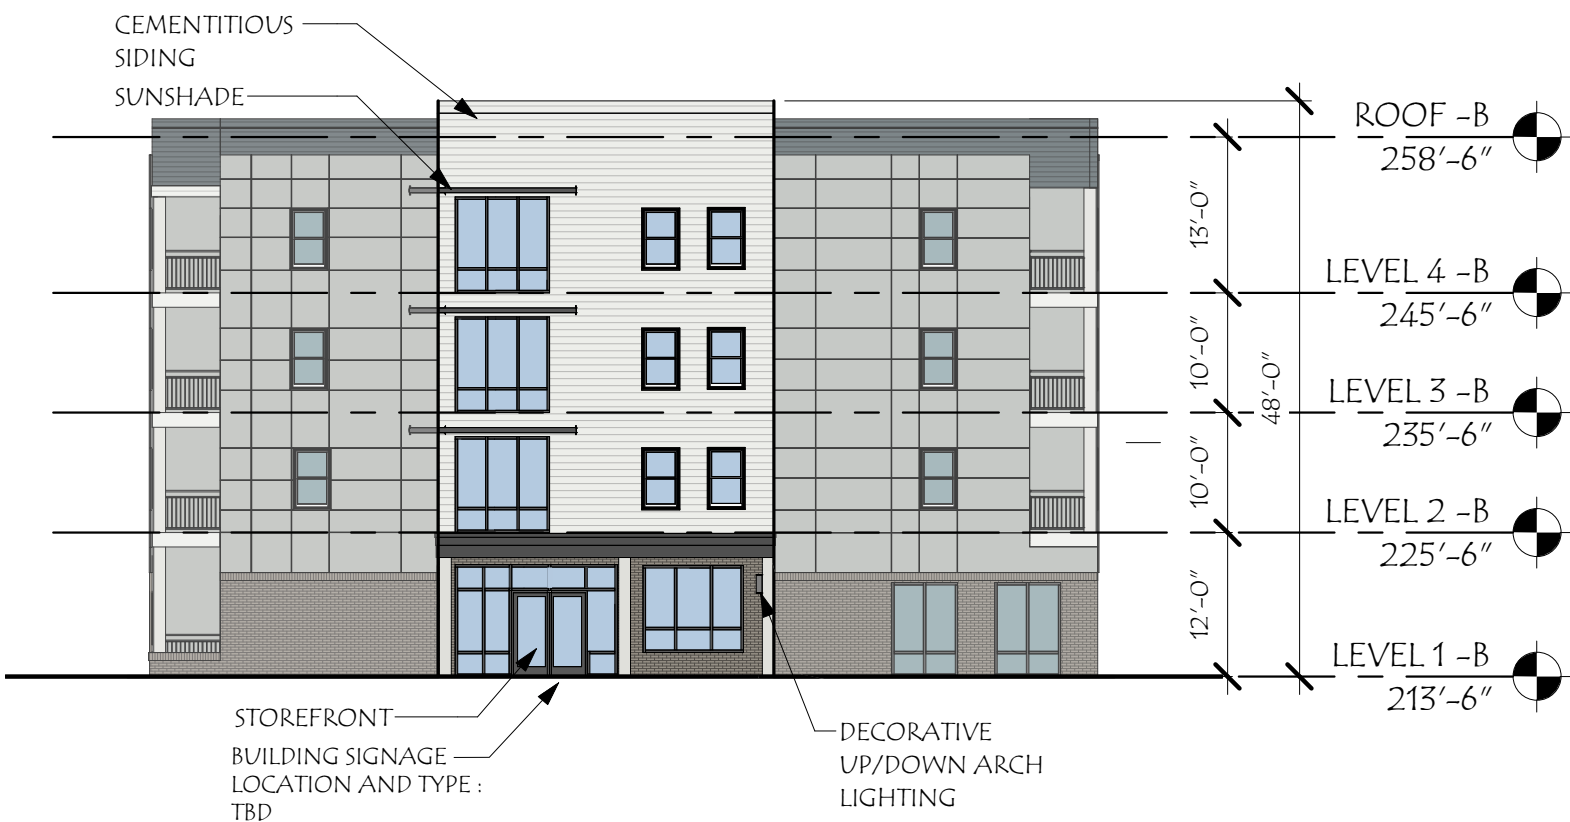 CEMENTITIOUS
SIDING
SUNSHADE
ROOF -B
258'-6"
13'-0"
LEVEL 4 -B
245'-6"
10'-0"
48'-0"
LEVEL 3 -B
235'-6"
10'-0"
LEVEL 2 -B
225'-6"
12'-0"
LEVEL 1 -B
213'-6"
STOREFRONT
BUILDING SIGNAGE
LOCATION AND TYPE :
TBD
DECORATIVE
UP/DOWN ARCH
LIGHTING